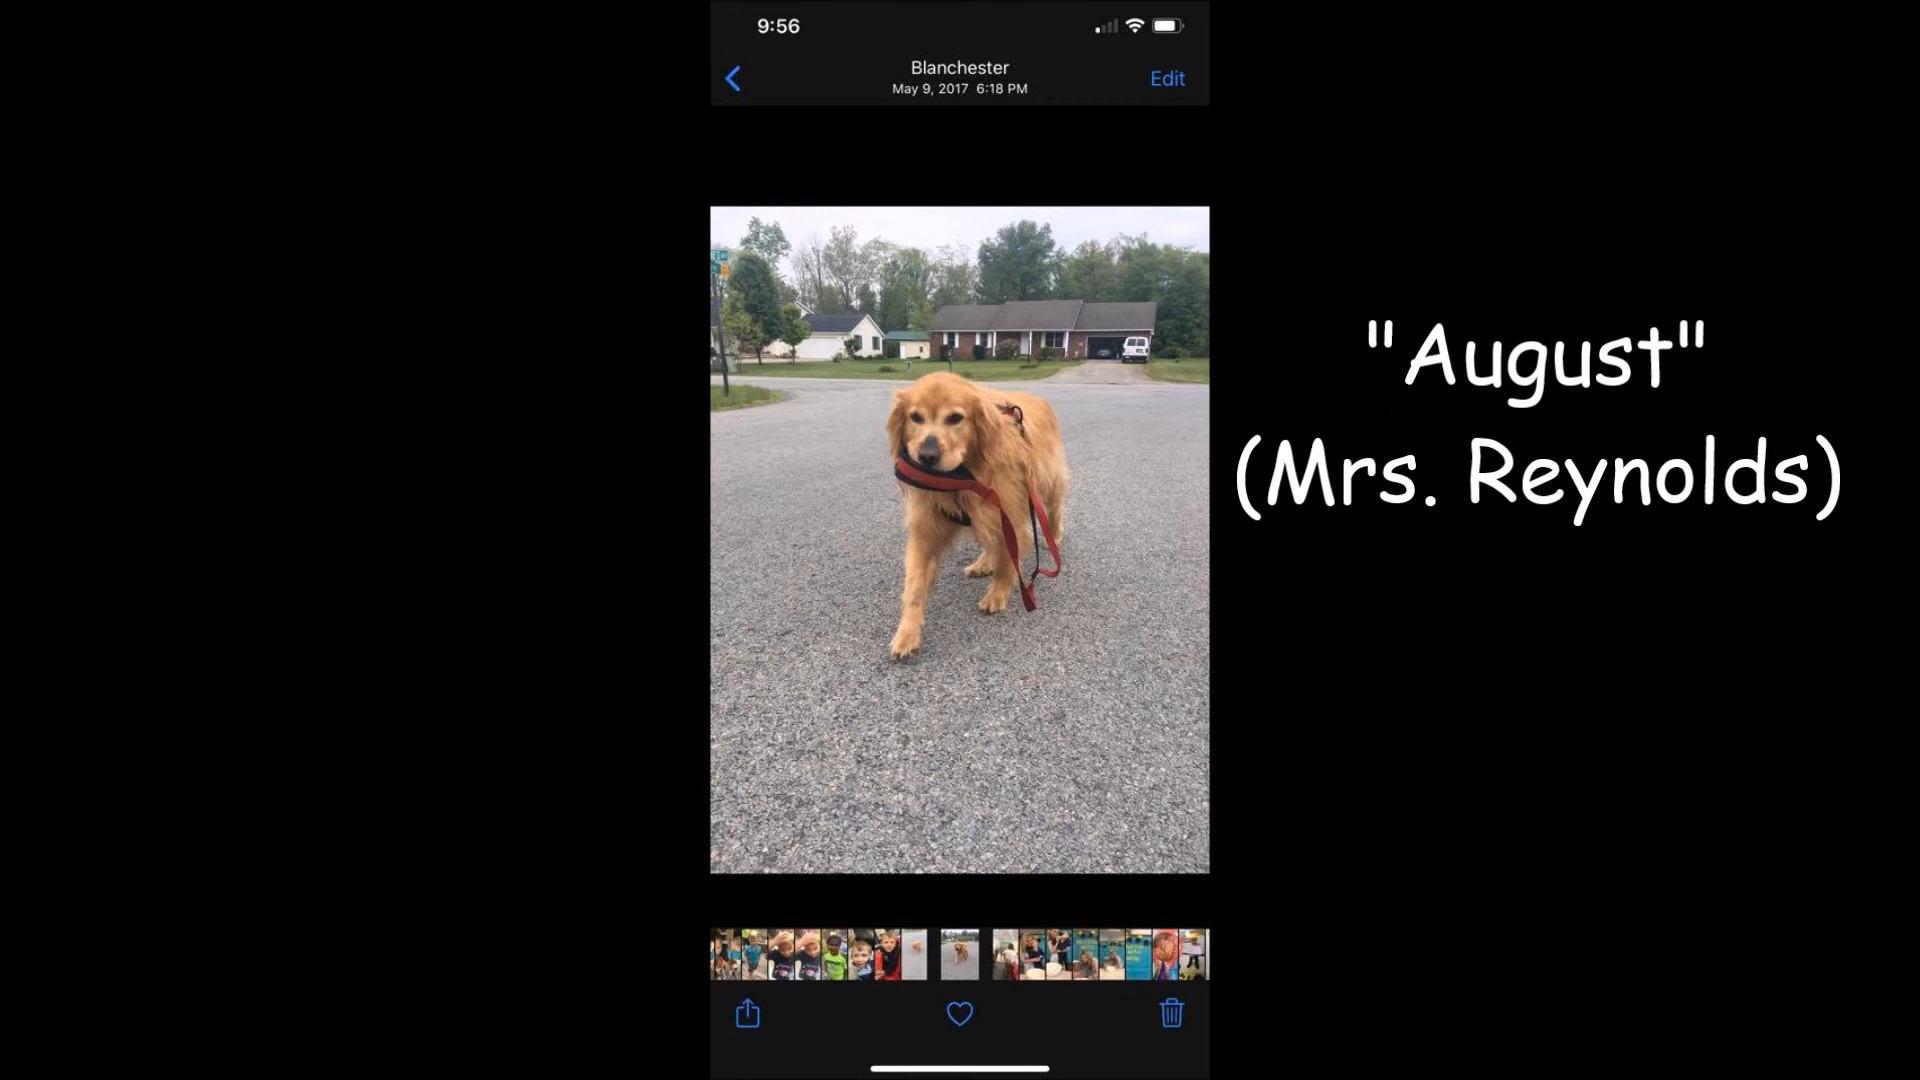 9:56
Blanchester
May 9, 2017 6:18 PM
Edit
"August"
(Mrs. Reynolds)